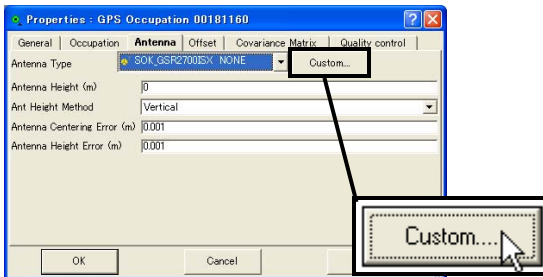 Properties : GPS Occupation 00181160
General Occupation Antenna Offset Covariance Matrix Quality control
Antenna Type SOK_GSR2700ISX NONE Custom...
Antenna Height (m) 0
Ant Height Method Vertical
Antenna Centering Error (m) 0.001
Antenna Height Error (m) 0.001
Custom....
OK Cancel